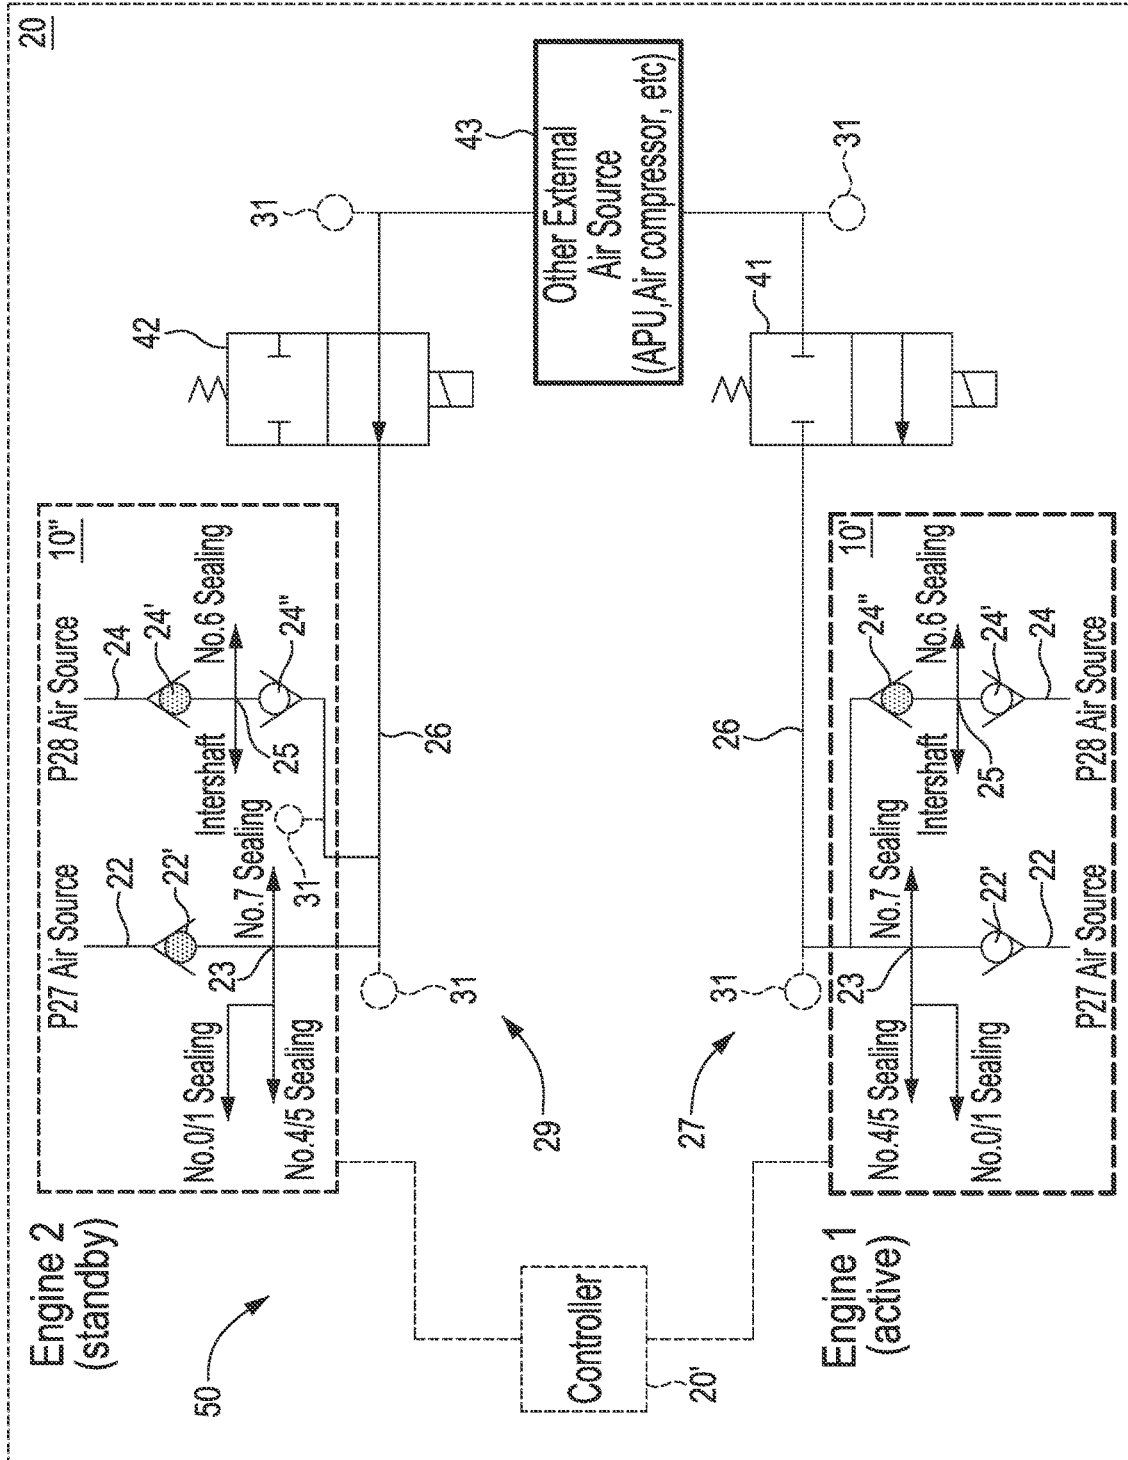 20
Engine 2
(standby)
10"
P27 Air Source
P28 Air Source
22
22'
24
24'
24"
No.0/1 Sealing
No.4/5 Sealing
23
No.7 Sealing
Intershaft
No.6 Sealing
25
31
31
26
42
31
43
Other External
Air Source
(APU,Air compressor, etc)
31
41
29
27
50
Controller
20'
31
26
Engine 1
(active)
10'
23
No.7 Sealing
No.4/5 Sealing
No.0/1 Sealing
22'
22
P27 Air Source
24"
No.6 Sealing
Intershaft
24'
25
24
P28 Air Source